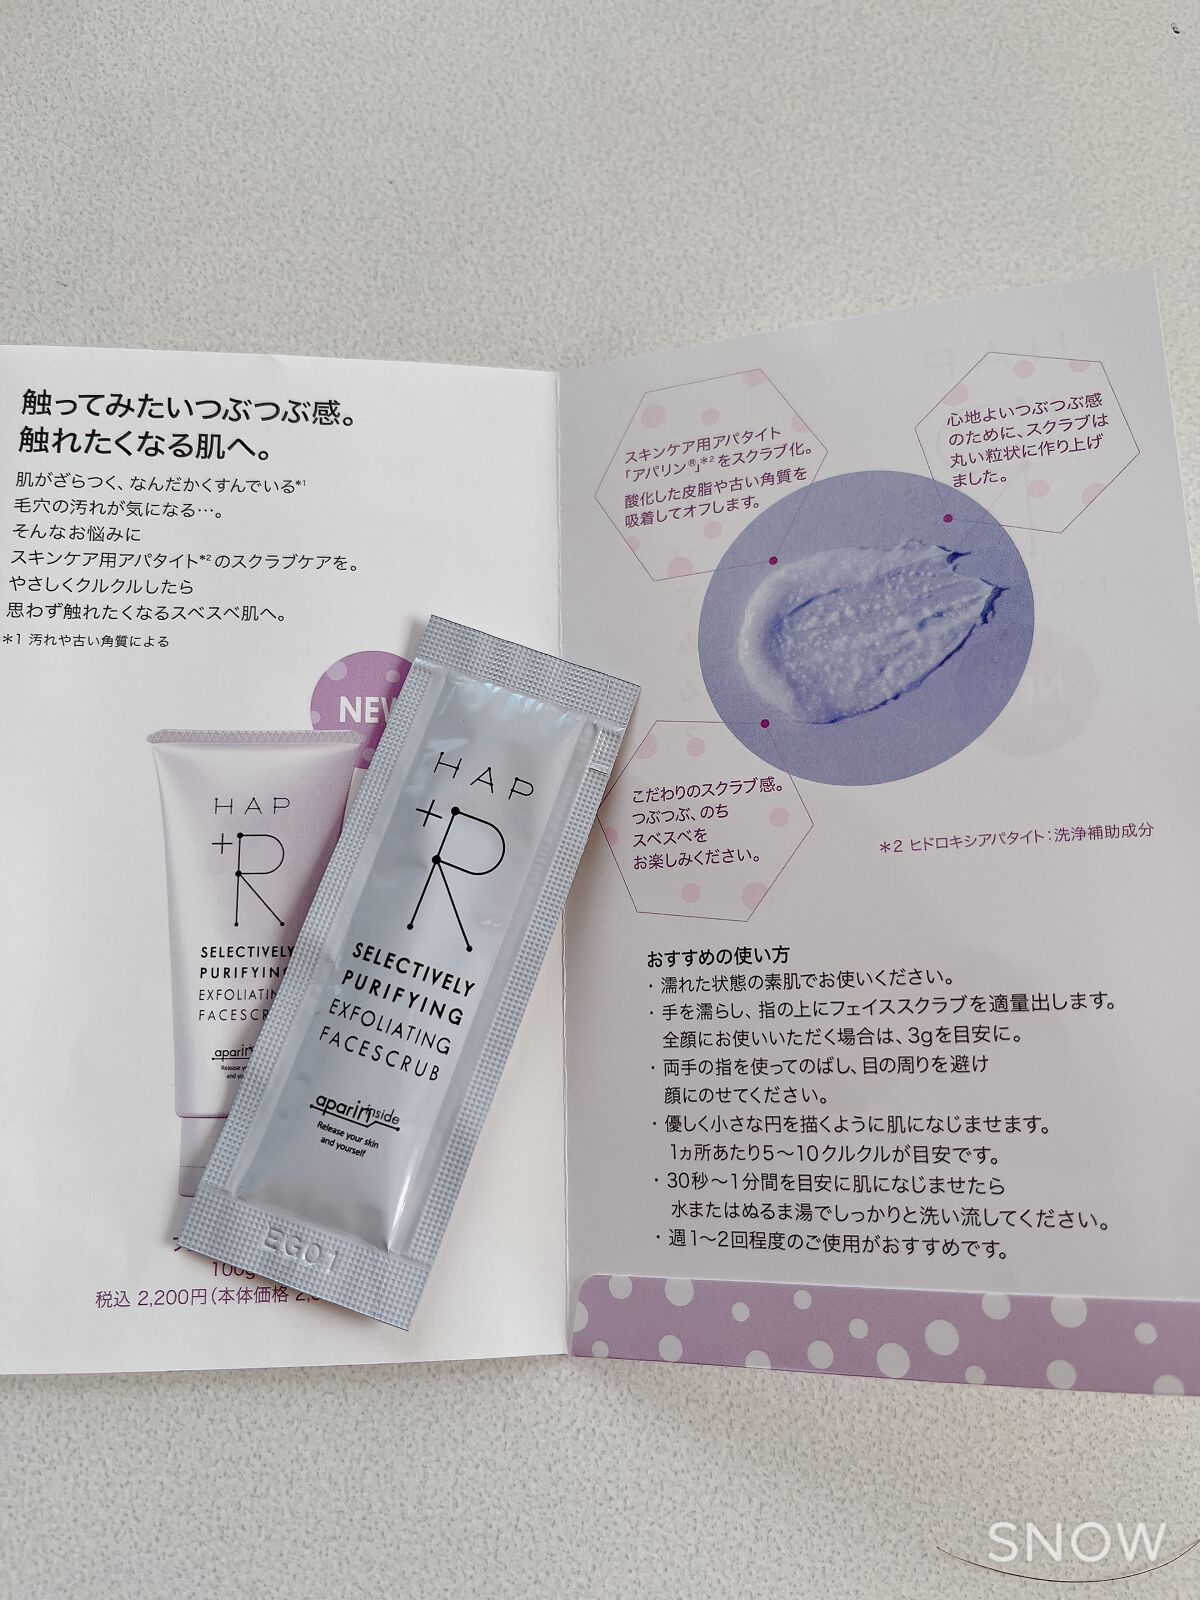 触ってみたいつぶつぶ感。
触れたくなる肌へ。
肌がざらつく、なんだかくすんでいる*1
毛穴の汚れが気になる…。
そんなお悩みに
スキンケア用アパタイト*2のスクラブケアを。
やさしくクルクルしたら
思わず触れたくなるスベスベ肌へ。
*1 汚れや古い角質による
NEW
HAP
+R
SELECTIVELY
PURIFYING
EXFOLIATIN
FACESCR
aparin
Release
and yo
100g
税込 2,200円(本体価格 2,
HAP
+R
SELECTIVELY
PURIFYING
EXFOLIATING
FACESCRUB
aparin inside
Release your skin
and yourself
EG01
スキンケア用アパタイト
「アパリン®」*2をスクラブ化。
酸化した皮脂や古い角質を
吸着してオフします。
心地よいつぶつぶ感
のために、スクラブは
丸い粒状に作り上げ
ました。
こだわりのスクラブ感。
つぶつぶ、のち
スベスベを
お楽しみください。
*2 ヒドロキシアパタイト:洗浄補助成分
おすすめの使い方
・濡れた状態の素肌でお使いください。
・手を濡らし、指の上にフェイススクラブを適量出します。
全顔にお使いいただく場合は、3gを目安に。
・両手の指を使ってのばし、目の周りを避け
顔にのせてください。
・優しく小さな円を描くように肌になじませます。
1ヵ所あたり5～10クルクルが目安です。
・30秒～1分間を目安に肌になじませたら
水またはぬるま湯でしっかりと洗い流してください。
・週1～2回程度のご使用がおすすめです。
SNOW